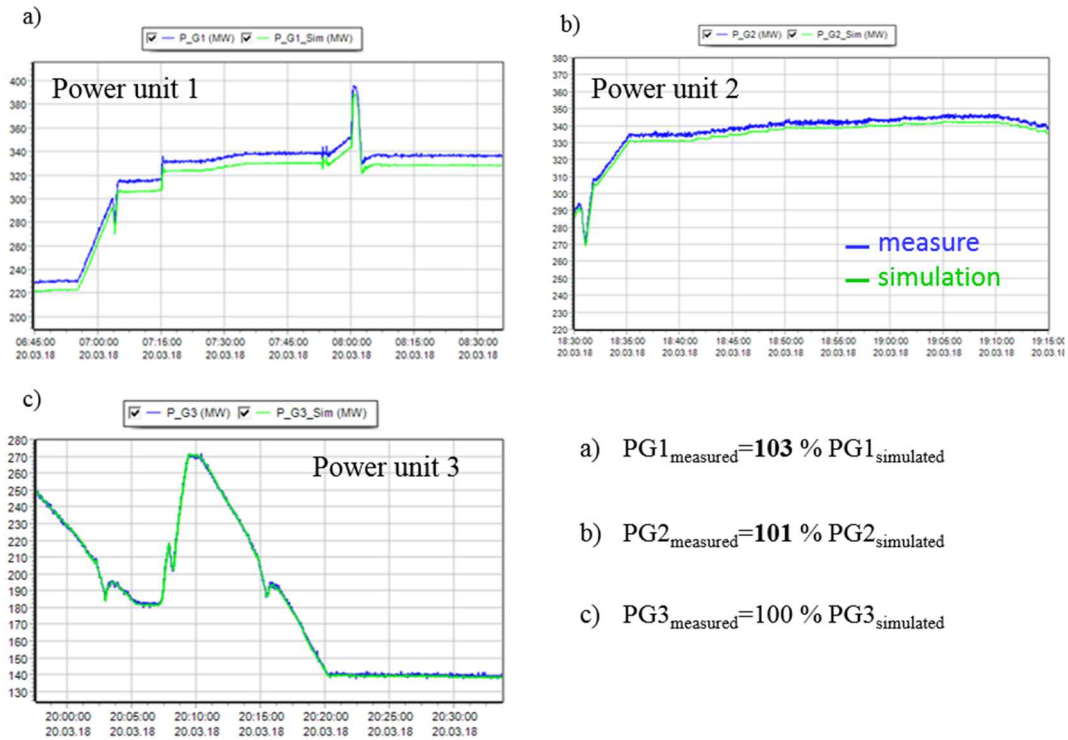 a)
P_G1 (MW) P_G1_Sim (MW)
Power unit 1
400
380
360
340
320
300
280
260
240
220
200
06:45:00 07:00:00 07:15:00 07:30:00 07:45:00 08:00:00 08:15:00 08:30:00
20.03.18 20.03.18 20.03.18 20.03.18 20.03.18 20.03.18 20.03.18 20.03.18
b)
P_G2 (MW) P_G2_Sim (MW)
Power unit 2
380
370
360
350
340
330
320
310
300
290
280
270
260
250
240
230
220
measure
simulation
18:30:00 18:35:00 18:40:00 18:45:00 18:50:00 18:55:00 19:00:00 19:05:00 19:10:00 19:15:00
20.03.18 20.03.18 20.03.18 20.03.18 20.03.18 20.03.18 20.03.18 20.03.18 20.03.18 20.03.18
c)
P_G3 (MW) P_G3_Sim (MW)
Power unit 3
280
270
260
250
240
230
220
210
200
190
180
170
160
150
140
130
20:00:00 20:05:00 20:10:00 20:15:00 20:20:00 20:25:00 20:30:00
20.03.18 20.03.18 20.03.18 20.03.18 20.03.18 20.03.18 20.03.18
a) PG1measured=103 % PG1simulated
b) PG2measured=101 % PG2simulated
c) PG3measured=100 % PG3simulated